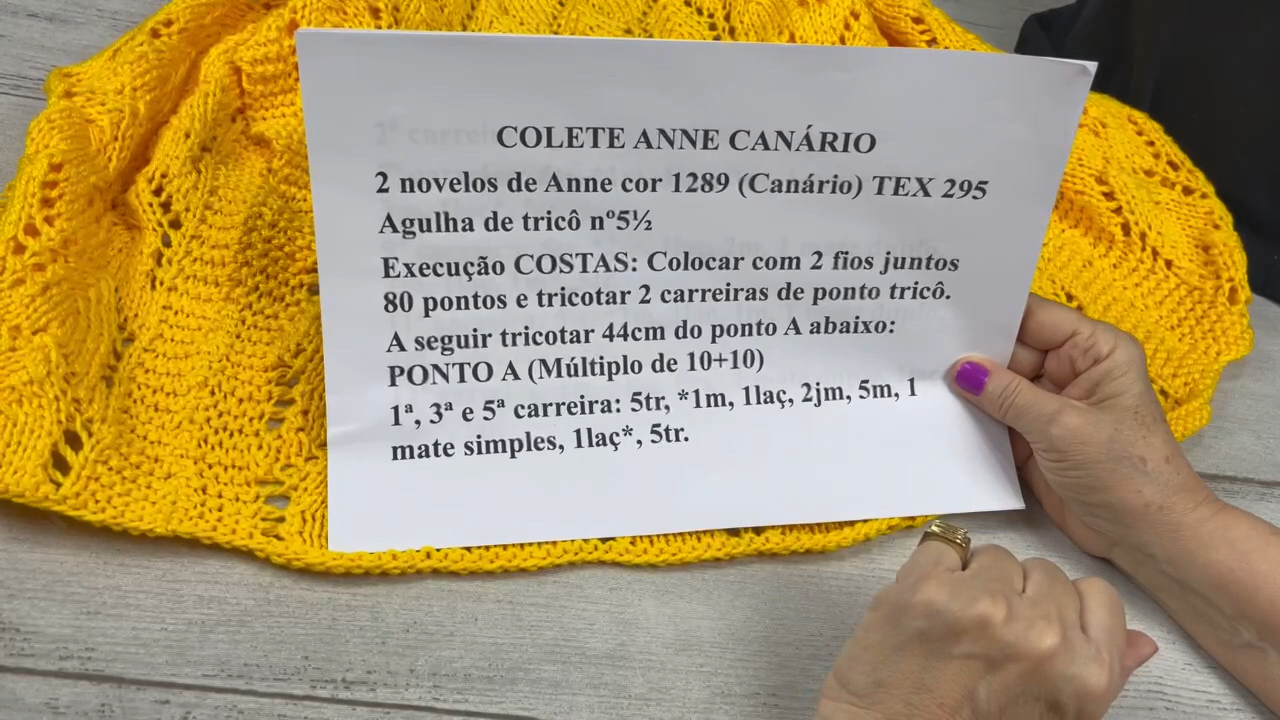 COLETE ANNE CANÁRIO
2 novelos de Anne cor 1289 (Canário) TEX 295
Agulha de tricô nº5½
Execução COSTAS: Colocar com 2 fios juntos
80 pontos e tricotar 2 carreiras de ponto tricô.
A seguir tricotar 44cm do ponto A abaixo:
PONTO A (Múltiplo de 10+10)
1ª, 3ª e 5ª carreira: 5tr, *1m, 1laç, 2jm, 5m, 1
mate simples, 1laç*, 5tr.